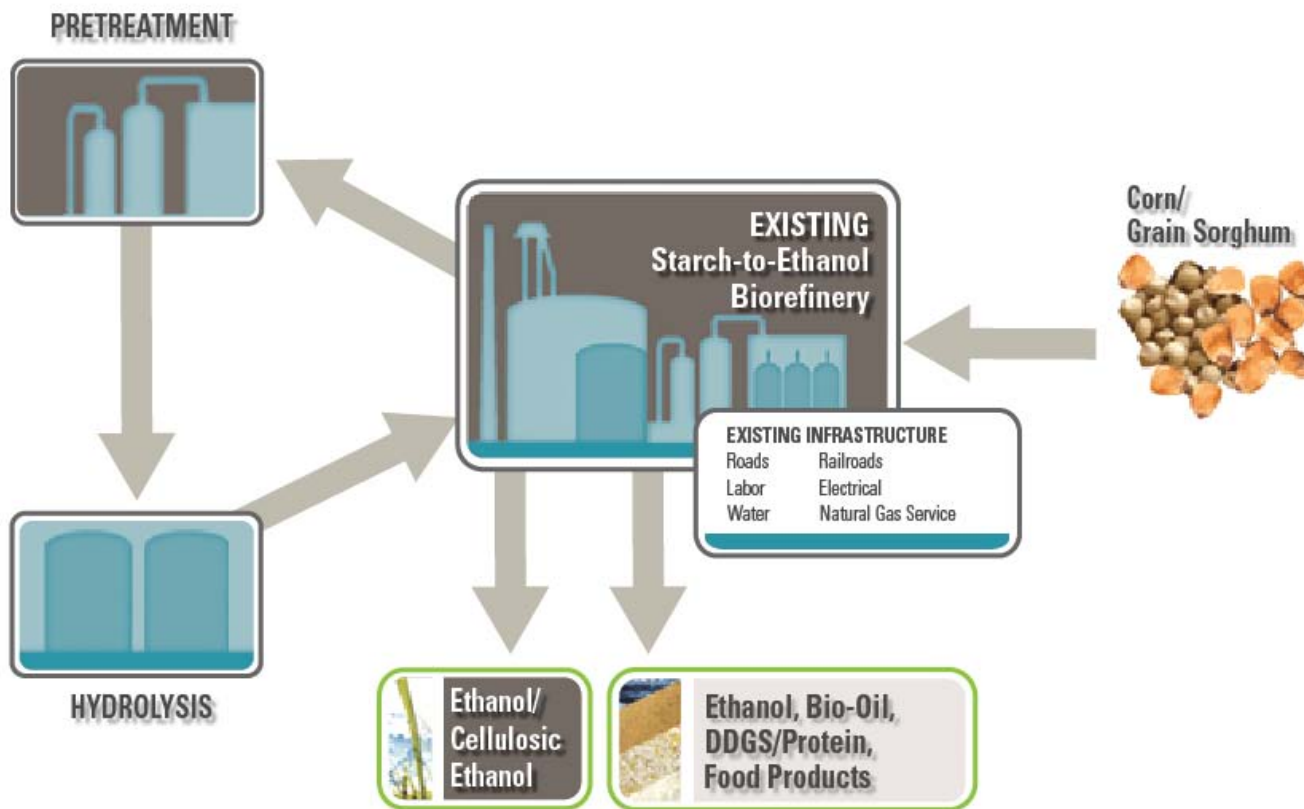 PRETREATMENT
EXISTING
Starch-to-Ethanol
Biorefinery
Corn/
Grain Sorghum
EXISTING INFRASTRUCTURE
Roads Railroads
Labor Electrical
Water Natural Gas Service
HYDROLYSIS
Ethanol/
Cellulosic
Ethanol
Ethanol, Bio-Oil,
DDGS/Protein,
Food Products